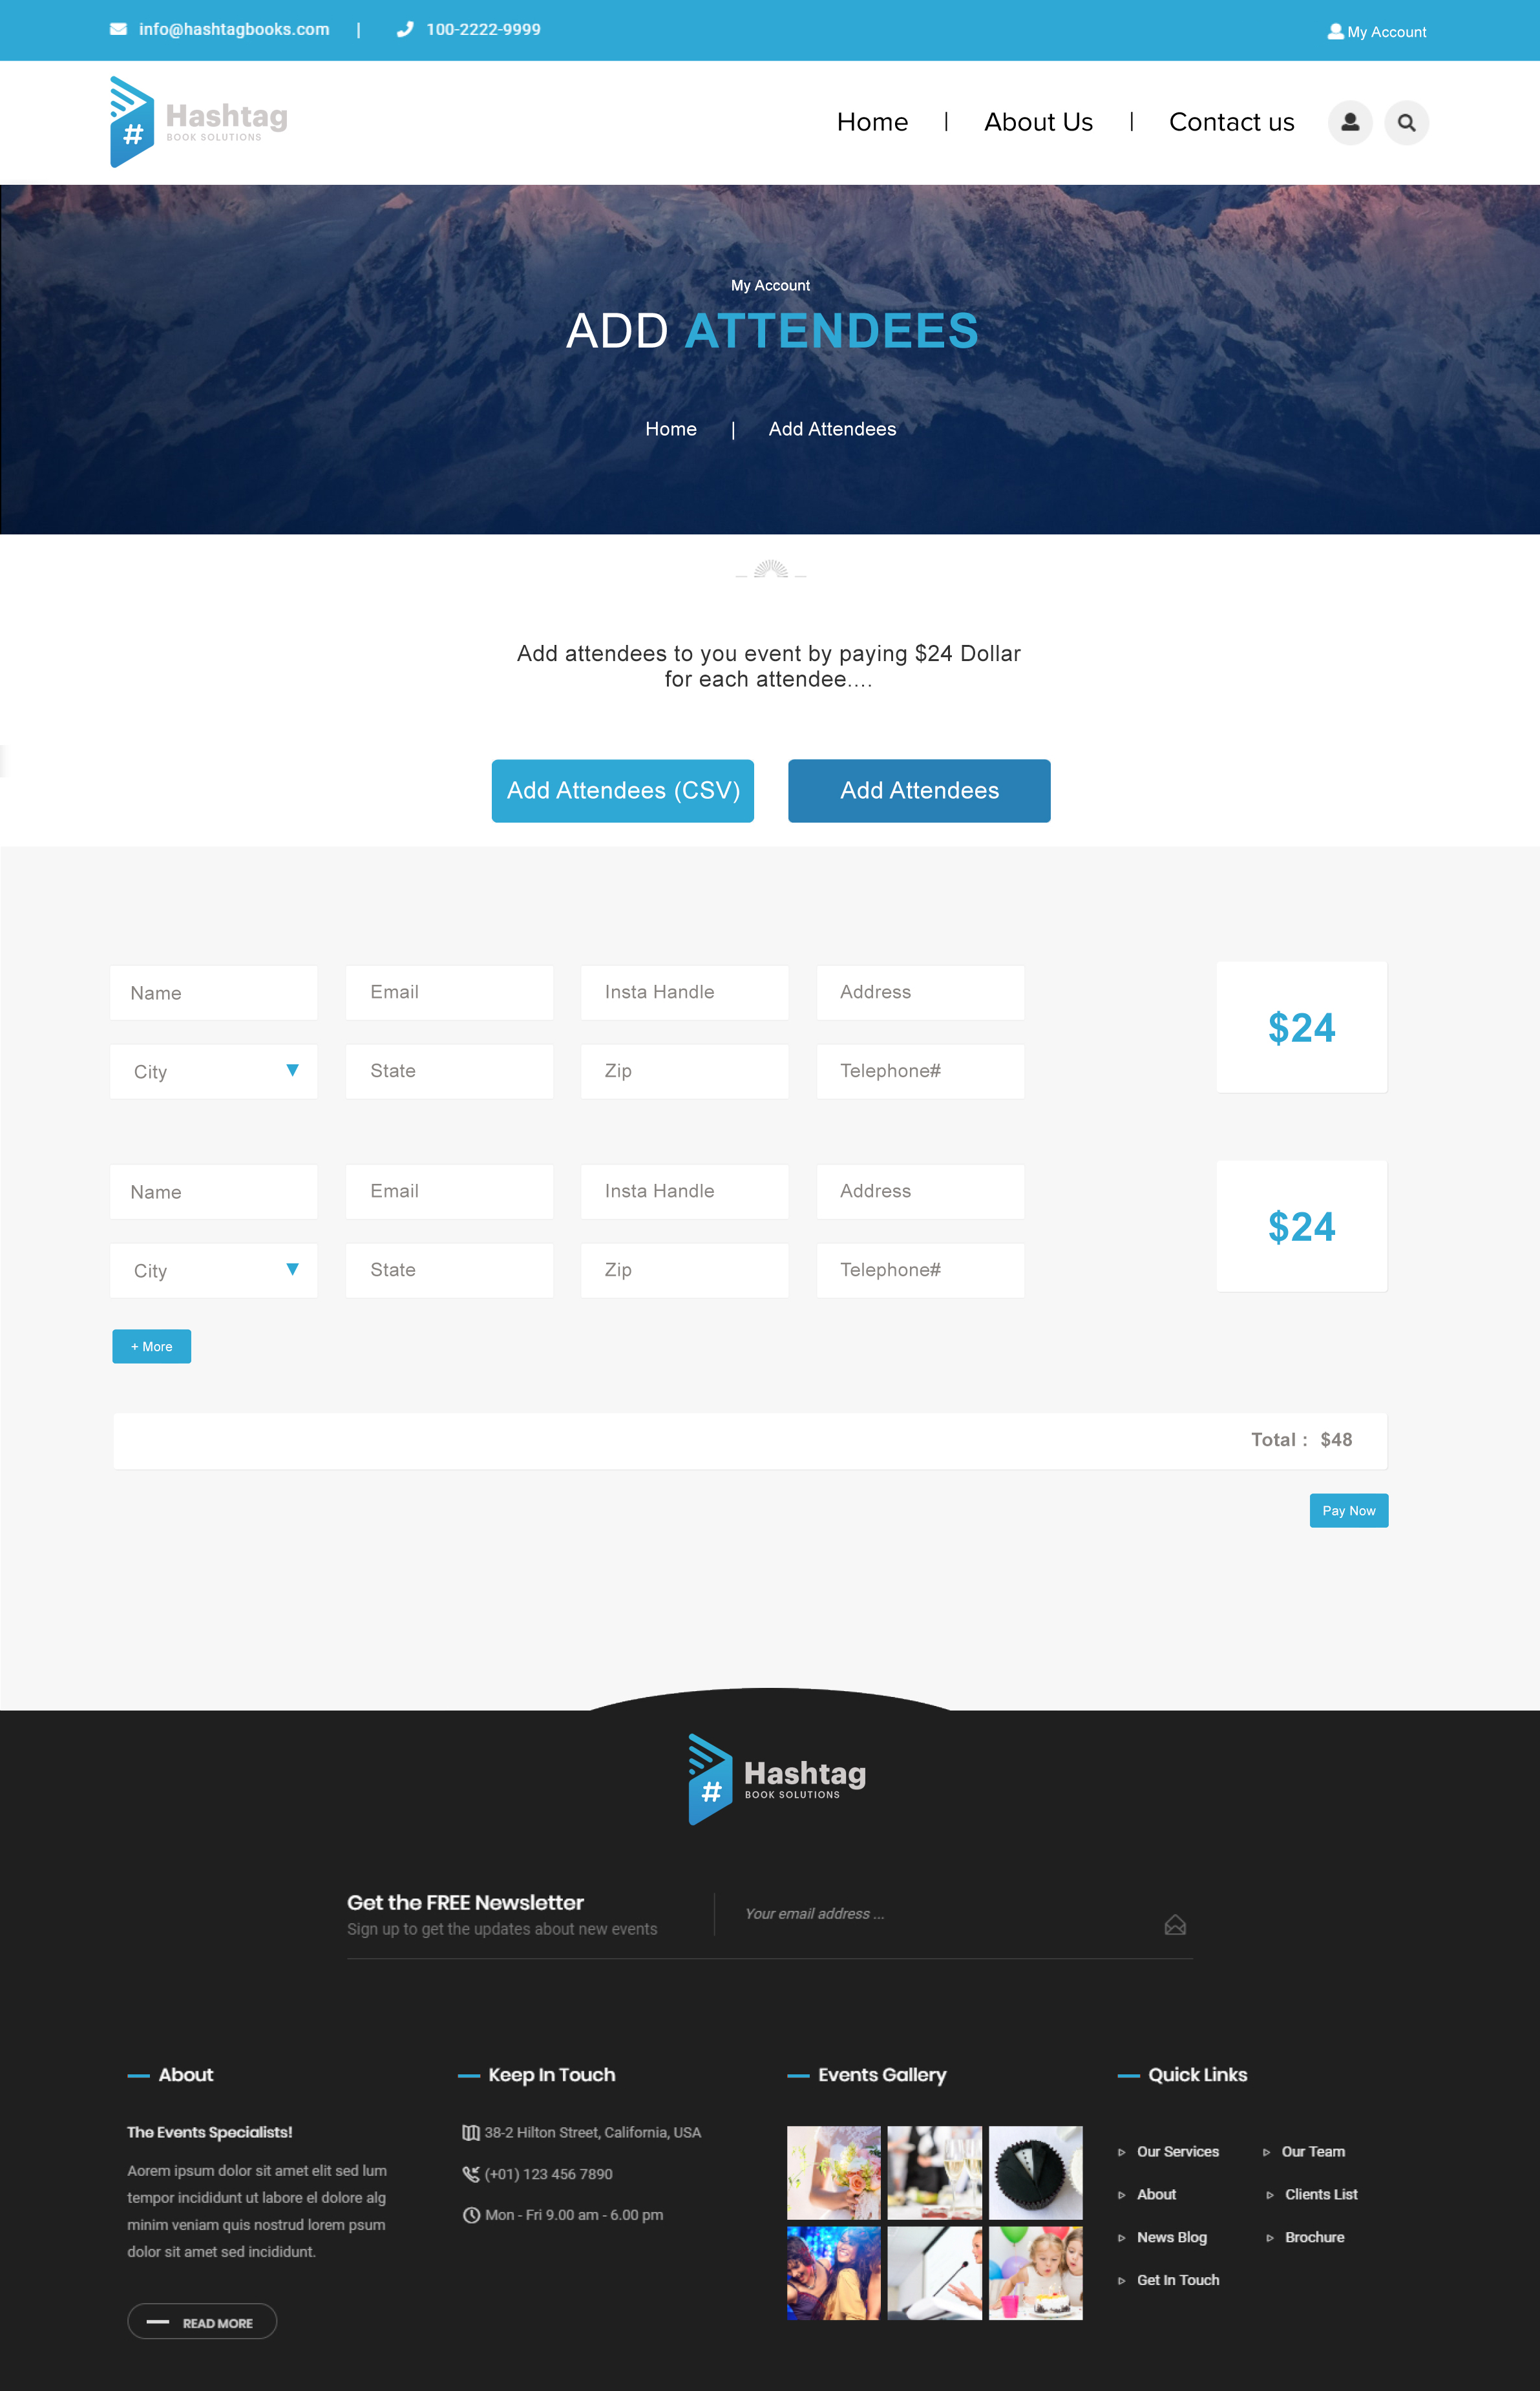 info@hashtagbooks.com | 100-2222-9999 My Account
Hashtag
BOOK SOLUTIONS
#
Home | About Us | Contact us
My Account
ADD ATTENDEES
Home | Add Attendees
Add attendees to you event by paying $24 Dollar
for each attendee....
Add Attendees (CSV) Add Attendees
Name Email Insta Handle Address
$24
City State Zip Telephone#
Name Email Insta Handle Address
$24
City State Zip Telephone#
+ More
Total : $48
Pay Now
Hashtag
BOOK SOLUTIONS
#
Get the FREE Newsletter
Sign up to get the updates about new events
Your email address ...
About
The Events Specialists!
Aorem ipsum dolor sit amet elit sed lum
tempor incididunt ut labore el dolore alg
minim veniam quis nostrud lorem psum
dolor sit amet sed incididunt.
READ MORE
Keep In Touch
38-2 Hilton Street, California, USA
(+01) 123 456 7890
Mon - Fri 9.00 am - 6.00 pm
Events Gallery
Quick Links
Our Services Our Team
About Clients List
News Blog Brochure
Get In Touch